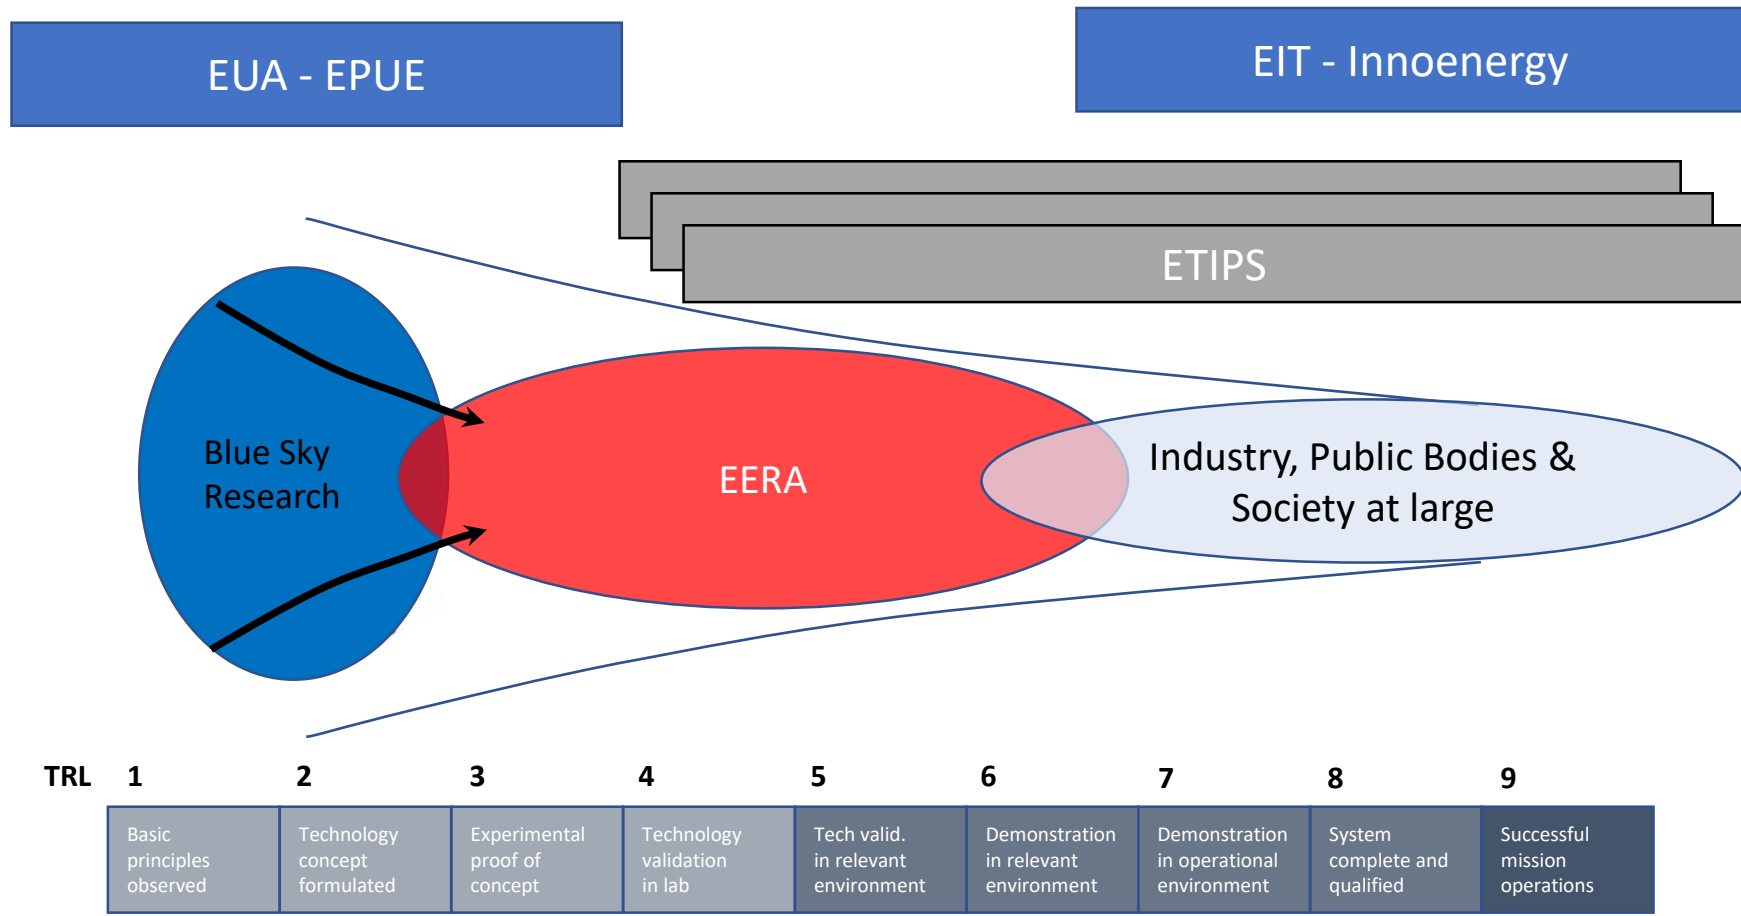 EUA - EPUE
EIT - Innoenergy
ETIPS
Blue Sky
Research
EERA
Industry, Public Bodies &
Society at large
TRL 1 2 3 4 5 6 7 8 9
Basic
principles
observed
Technology
concept
formulated
Experimental
proof of
concept
Technology
validation
in lab
Tech valid.
in relevant
environment
Demonstration
in relevant
environment
Demonstration
in operational
environment
System
complete and
qualified
Successful
mission
operations